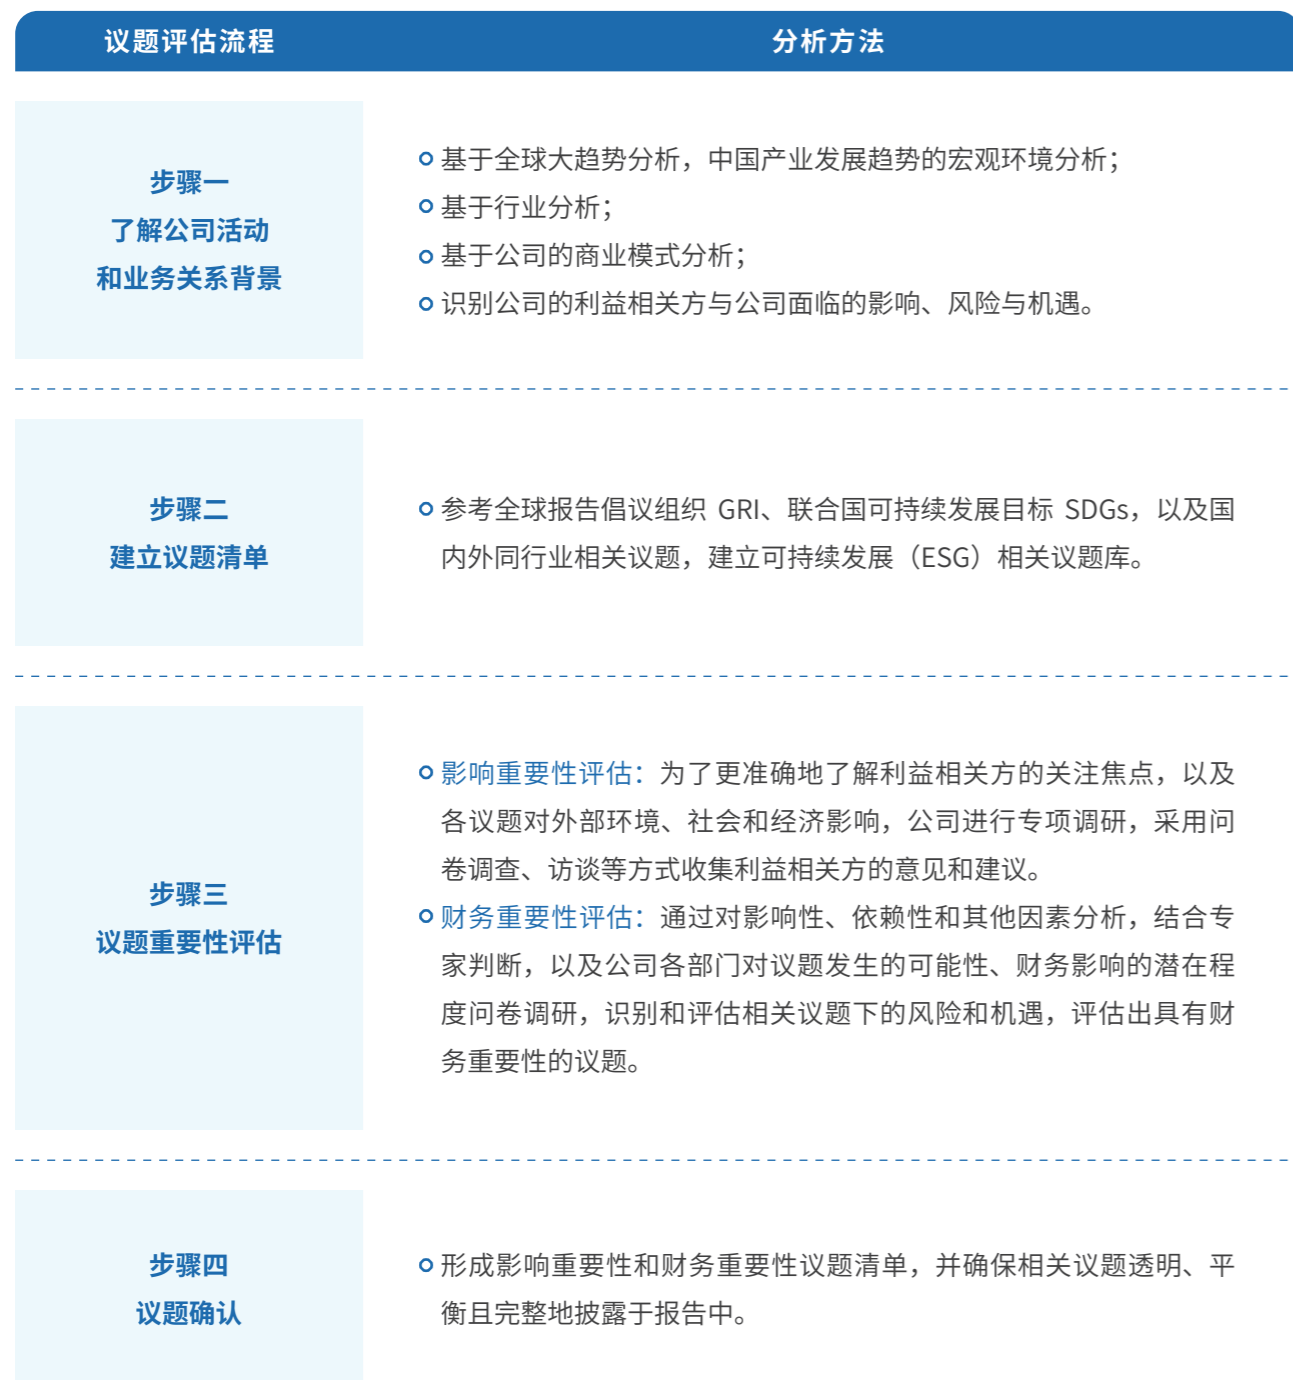 议题评估流程
分析方法
步骤一
了解公司活动
和业务关系背景
基于全球大趋势分析，中国产业发展趋势的宏观环境分析；
基于行业分析；
基于公司的商业模式分析；
识别公司的利益相关方与公司面临的影响、风险与机遇。
步骤二
建立议题清单
参考全球报告倡议组织 GRI、联合国可持续发展目标 SDGs，以及国
内外同行业相关议题，建立可持续发展（ESG）相关议题库。
步骤三
议题重要性评估
影响重要性评估：为了更准确地了解利益相关方的关注焦点，以及
各议题对外部环境、社会和经济影响，公司进行专项调研，采用问
卷调查、访谈等方式收集利益相关方的意见和建议。
财务重要性评估：通过对影响性、依赖性和其他因素分析，结合专
家判断，以及公司各部门对议题发生的可能性、财务影响的潜在程
度问卷调研，识别和评估相关议题下的风险和机遇，评估出具有财
务重要性的议题。
步骤四
议题确认
形成影响重要性和财务重要性议题清单，并确保相关议题透明、平
衡且完整地披露于报告中。